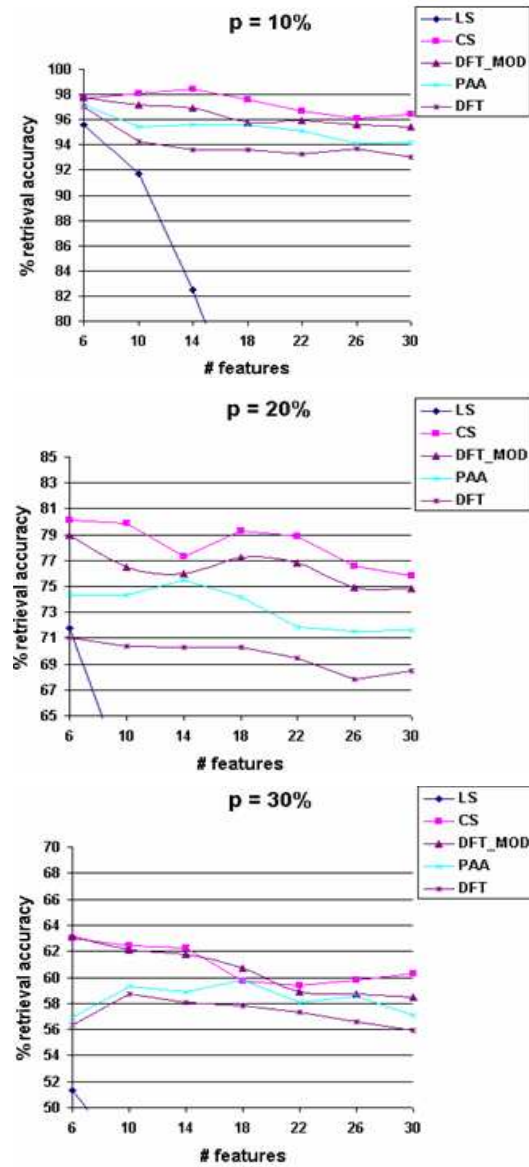 p = 10%
LS
CS
DFT_MOD
PAA
DFT
% retrieval accuracy
100
98
96
94
92
90
88
86
84
82
80
6 10 14 18 22 26 30
# features
p = 20%
LS
CS
DFT_MOD
PAA
DFT
% retrieval accuracy
85
83
81
79
77
75
73
71
69
67
65
6 10 14 18 22 26 30
# features
p = 30%
LS
CS
DFT_MOD
PAA
DFT
% retrieval accuracy
70
68
66
64
62
60
58
56
54
52
50
6 10 14 18 22 26 30
# features